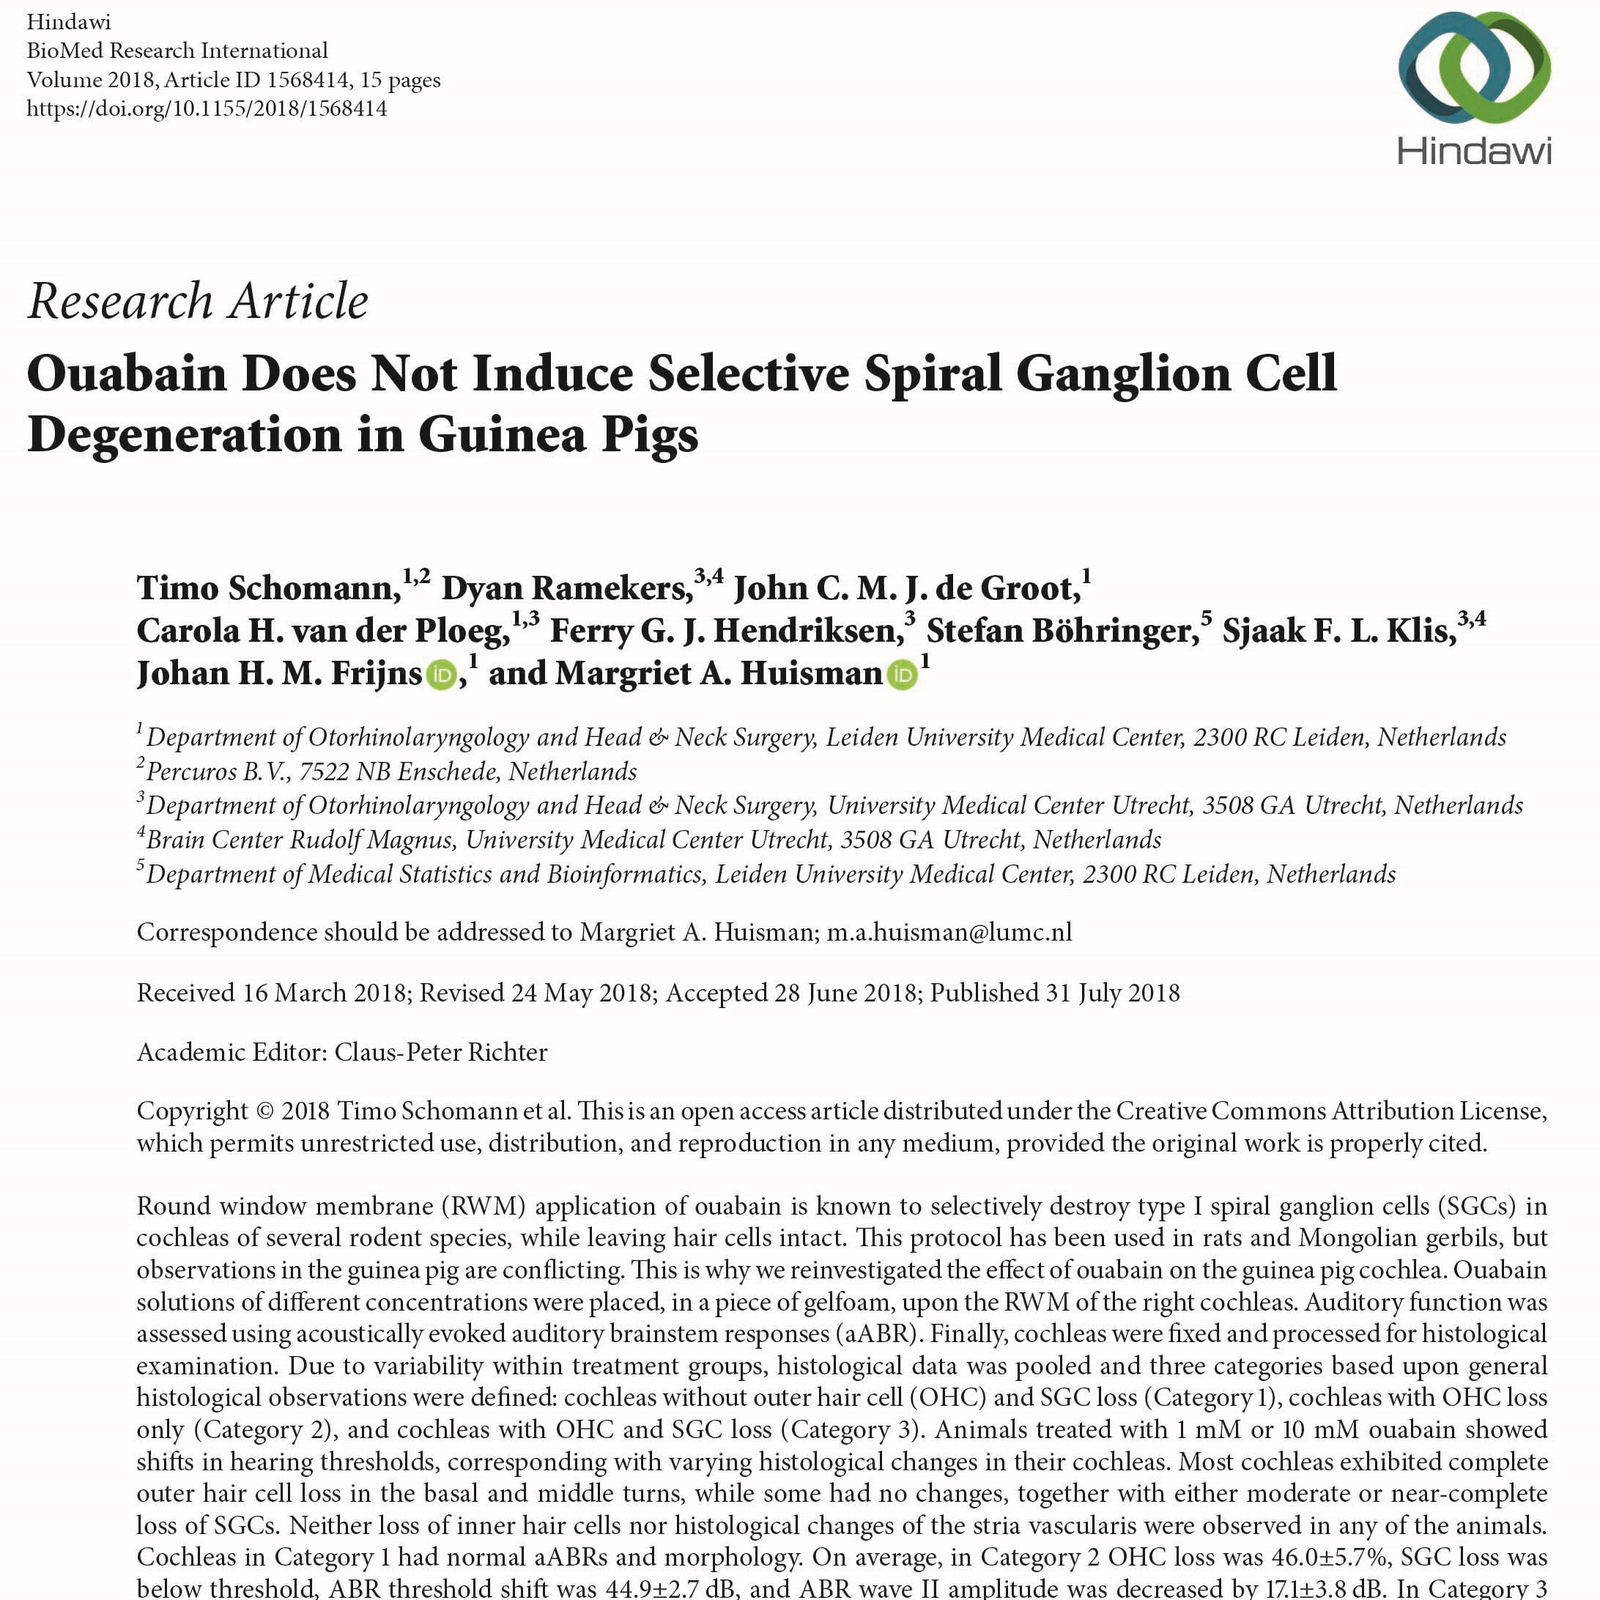 Hindawi
BioMed Research International
Volume 2018, Article ID 1568414, 15 pages
https://doi.org/10.1155/2018/1568414
Hindawi
Research Article
Ouabain Does Not Induce Selective Spiral Ganglion Cell
Degeneration in Guinea Pigs
Timo Schomann,1,2 Dyan Ramekers,3,4 John C. M. J. de Groot,1
Carola H. van der Ploeg,1,3 Ferry G. J. Hendriksen,3 Stefan Böhringer,5 Sjaak F. L. Klis,3,4
Johan H. M. Frijns iD,1 and Margriet A. Huisman iD 1
1Department of Otorhinolaryngology and Head & Neck Surgery, Leiden University Medical Center, 2300 RC Leiden, Netherlands
2Percuros B.V., 7522 NB Enschede, Netherlands
3Department of Otorhinolaryngology and Head & Neck Surgery, University Medical Center Utrecht, 3508 GA Utrecht, Netherlands
4Brain Center Rudolf Magnus, University Medical Center Utrecht, 3508 GA Utrecht, Netherlands
5Department of Medical Statistics and Bioinformatics, Leiden University Medical Center, 2300 RC Leiden, Netherlands
Correspondence should be addressed to Margriet A. Huisman; m.a.huisman@lumc.nl
Received 16 March 2018; Revised 24 May 2018; Accepted 28 June 2018; Published 31 July 2018
Academic Editor: Claus-Peter Richter
Copyright © 2018 Timo Schomann et al. This is an open access article distributed under the Creative Commons Attribution License,
which permits unrestricted use, distribution, and reproduction in any medium, provided the original work is properly cited.
Round window membrane (RWM) application of ouabain is known to selectively destroy type I spiral ganglion cells (SGCs) in
cochleas of several rodent species, while leaving hair cells intact. This protocol has been used in rats and Mongolian gerbils, but
observations in the guinea pig are conflicting. This is why we reinvestigated the effect of ouabain on the guinea pig cochlea. Ouabain
solutions of different concentrations were placed, in a piece of gelfoam, upon the RWM of the right cochleas. Auditory function was
assessed using acoustically evoked auditory brainstem responses (aABR). Finally, cochleas were fixed and processed for histological
examination. Due to variability within treatment groups, histological data was pooled and three categories based upon general
histological observations were defined: cochleas without outer hair cell (OHC) and SGC loss (Category 1), cochleas with OHC loss
only (Category 2), and cochleas with OHC and SGC loss (Category 3). Animals treated with 1 mM or 10 mM ouabain showed
shifts in hearing thresholds, corresponding with varying histological changes in their cochleas. Most cochleas exhibited complete
outer hair cell loss in the basal and middle turns, while some had no changes, together with either moderate or near-complete
loss of SGCs. Neither loss of inner hair cells nor histological changes of the stria vascularis were observed in any of the animals.
Cochleas in Category 1 had normal aABRs and morphology. On average, in Category 2 OHC loss was 46.0±5.7%, SGC loss was
below threshold, ABR threshold shift was 44.9±2.7 dB, and ABR wave II amplitude was decreased by 17.1±3.8 dB. In Category 3